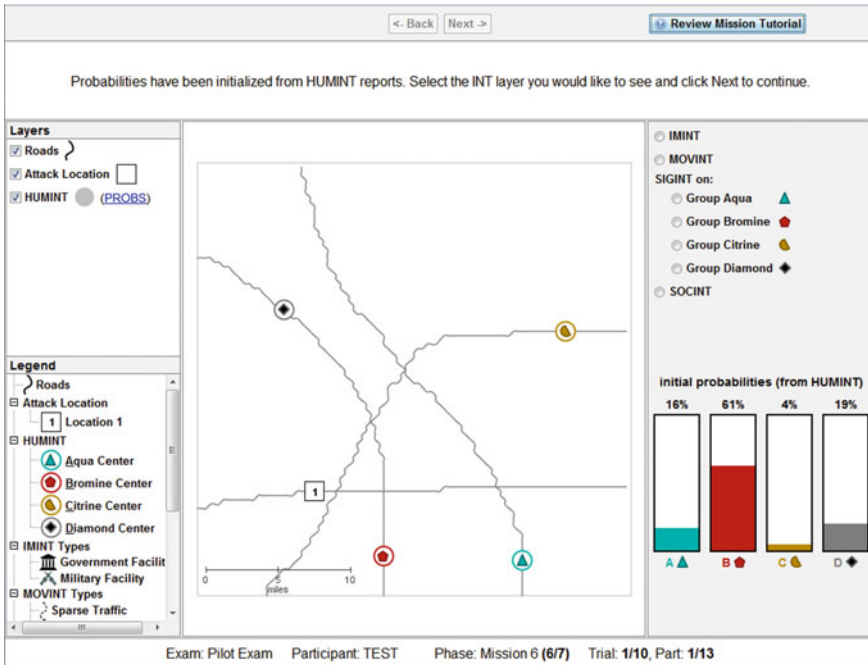 <- Back Next ->
Review Mission Tutorial
Probabilities have been initialized from HUMINT reports. Select the INT layer you would like to see and click Next to continue.
Layers
Roads
Attack Location
HUMINT (PROBS)
Legend
Roads
Attack Location
1 Location 1
HUMINT
Aqua Center
Bromine Center
Citrine Center
Diamond Center
IMINT Types
Government Facilit
Military Facility
MOVINT Types
Sparse Traffic
1
0 5 10
miles
IMINT
MOVINT
SIGINT on:
Group Aqua
Group Bromine
Group Citrine
Group Diamond
SOCINT
initial probabilities (from HUMINT)
16% 61% 4% 19%
A B C D
Exam: Pilot Exam Participant: TEST Phase: Mission 6 (6/7) Trial: 1/10, Part: 1/13